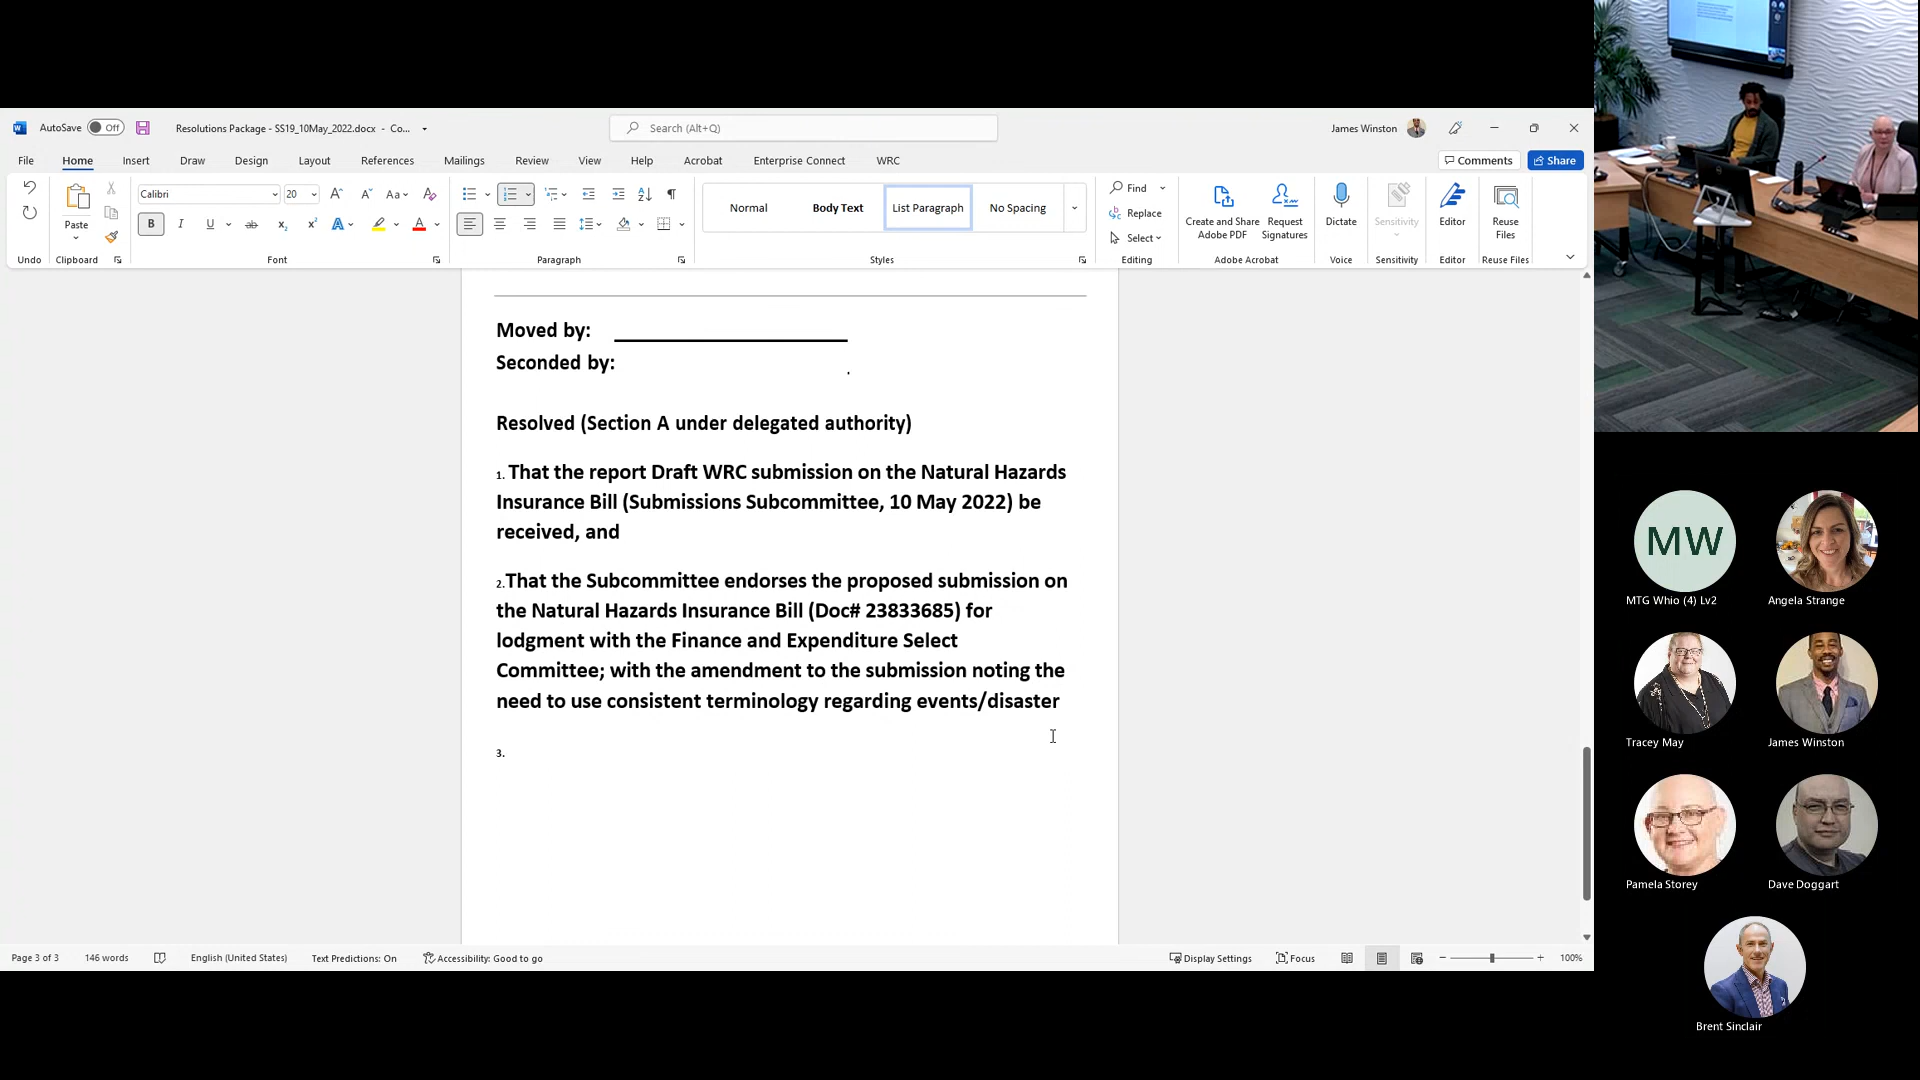 AutoSave Off Resolutions Package - SS19_10May_2022.docx - Co... Search (Alt+Q) James Winston
File Home Insert Draw Design Layout References Mailings Review View Help Acrobat Enterprise Connect WRC Comments Share
Calibri 20 Aa
Paste
B I U ab x₂ x² A A
Normal Body Text List Paragraph No Spacing
Find
Replace
Select
Create and Share Adobe PDF
Request Signatures
Dictate
Sensitivity
Editor
Reuse Files
Undo Clipboard Font Paragraph Styles Editing Adobe Acrobat Voice Sensitivity Editor Reuse Files
Moved by:
Seconded by:
.
Resolved (Section A under delegated authority)
1. That the report Draft WRC submission on the Natural Hazards
Insurance Bill (Submissions Subcommittee, 10 May 2022) be
received, and
2.That the Subcommittee endorses the proposed submission on
the Natural Hazards Insurance Bill (Doc# 23833685) for
lodgment with the Finance and Expenditure Select
Committee; with the amendment to the submission noting the
need to use consistent terminology regarding events/disaster
3.
Page 3 of 3 146 words English (United States) Text Predictions: On Accessibility: Good to go Display Settings Focus 100%
MW
MTG Whio (4) Lv2 Angela Strange
Tracey May James Winston
Pamela Storey Dave Doggart
Brent Sinclair